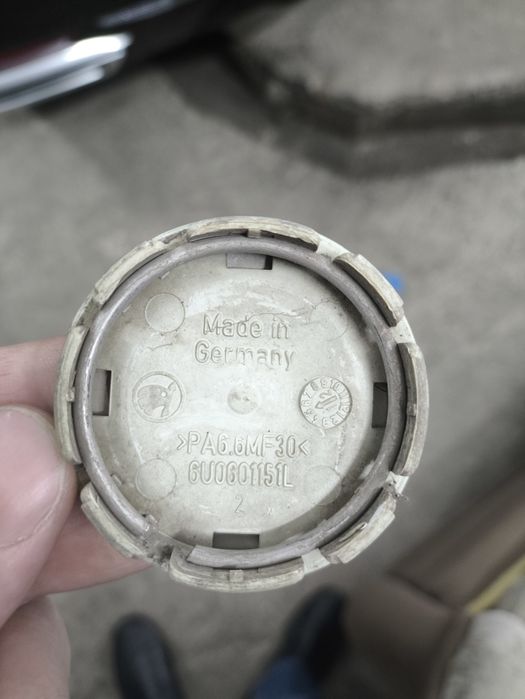 Made in
Germany
>PA6.6MF30<
6U0601151L
2